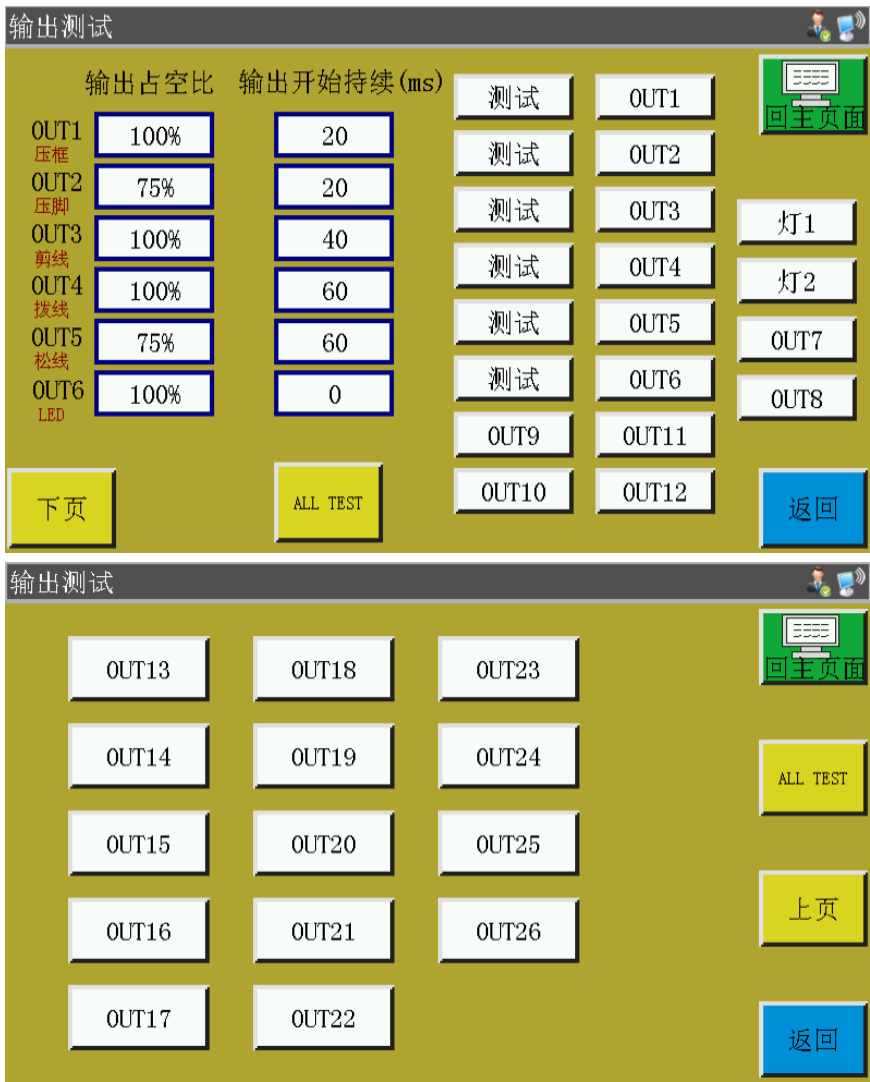 输出测试
输出占空比 输出开始持续(ms)
测试 OUT1
回主页面
OUT1 100% 20
压框
测试 OUT2
OUT2 75% 20
压脚
测试 OUT3
灯1
OUT3 100% 40
剪线
测试 OUT4
灯2
OUT4 100% 60
拨线
测试 OUT5
OUT7
OUT5 75% 60
松线
测试 OUT6
OUT8
OUT6 100% 0
LED
OUT9 OUT11
OUT10 OUT12
下页 ALL TEST 返回
输出测试
回主页面
OUT13 OUT18 OUT23
OUT14 OUT19 OUT24
ALL TEST
OUT15 OUT20 OUT25
上页
OUT16 OUT21 OUT26
OUT17 OUT22
返回